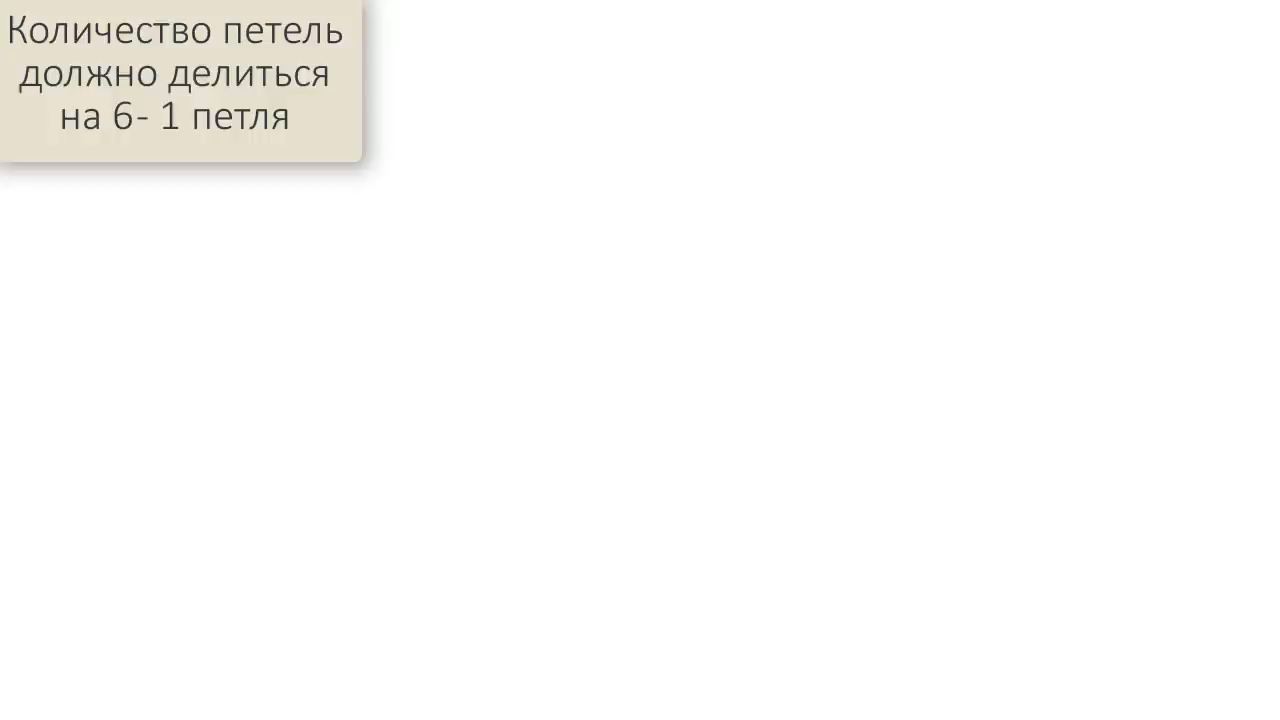 Количество петель
должно делиться
на 6- 1 петля